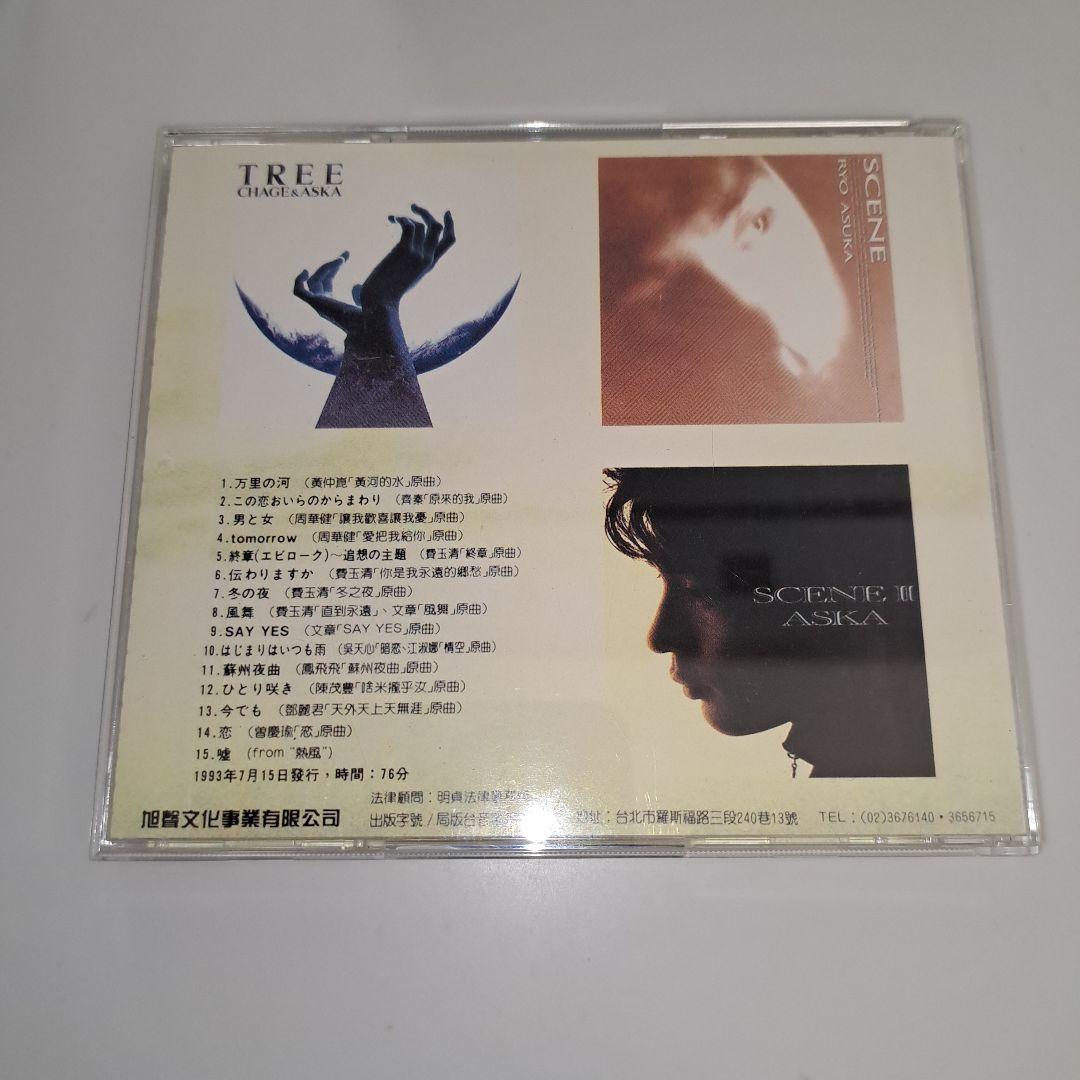 TREE
CHAGE&ASKA
SCENE
RYO ASUKA
SCENE II
ASKA
1.万里の河 (黃仲崑「黃河的水」原曲)
2.この恋おいらのからまわり (齊秦「原來的我」原曲)
3.男と女 (周華健「讓我歡喜讓我憂」原曲)
4.tomorrow (周華健「愛把我給你」原曲)
5.終章(エピローク)～追想の主題 (費玉清「終章」原曲)
6.伝わりますか (費玉清「你是我永遠的鄉愁」原曲)
7.冬の夜 (費玉清「冬之夜」原曲)
8.風舞 (費玉清「直到永遠」、文章「風舞」原曲)
9.SAY YES (文章「SAY YES」原曲)
10.はじまりはいつも雨 (吳天心「暗戀、江淑娜「情空」原曲)
11.蘇州夜曲 (鳳飛飛「蘇州夜曲」原曲)
12.ひとり咲き (陳茂豐「啥米攏乎汝」原曲)
13.今でも (鄧麗君「天外天上天無涯」原曲)
14.恋 (曾慶瑜「恋」原曲)
15.嘘 (from "熱風")
1993年7月15日發行，時間：76分
法律顧問：明貞法律
旭聲文化事業有限公司 出版字號/局版台音 址：台北市羅斯福路三段240巷13號 TEL：(02)3676140・3656715